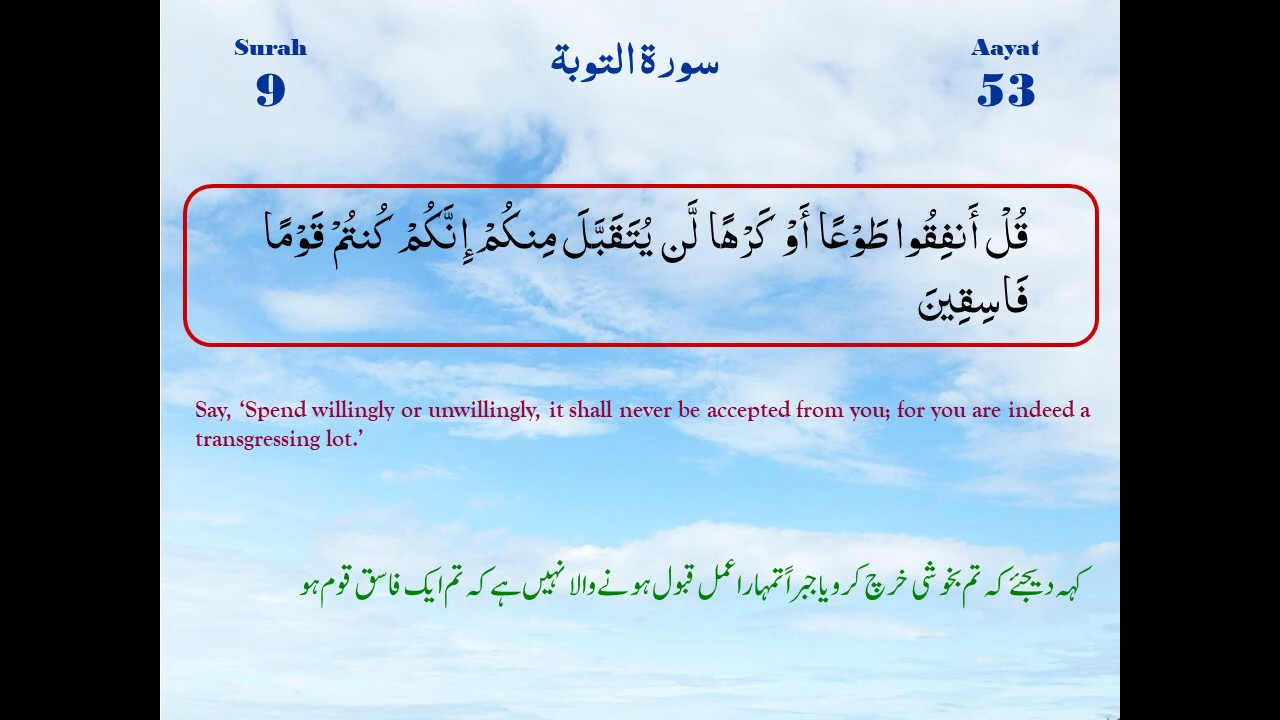 Surah
9
سورة التوبة
Aayat
53
قُلْ أَنفِقُوا طَوْعًا أَوْ كَرْهًا لَّن يُتَقَبَّلَ مِنكُمْ إِنَّكُمْ كُنتُمْ قَوْمًا
فَاسِقِينَ
Say, ‘Spend willingly or unwillingly, it shall never be accepted from you; for you are indeed a
transgressing lot.’
کہہ دیجئے کہ تم بخوشی خرچ کرو یا جبراً تمہارا عمل قبول ہونے والا نہیں ہے کہ تم ایک فاسق قوم ہو